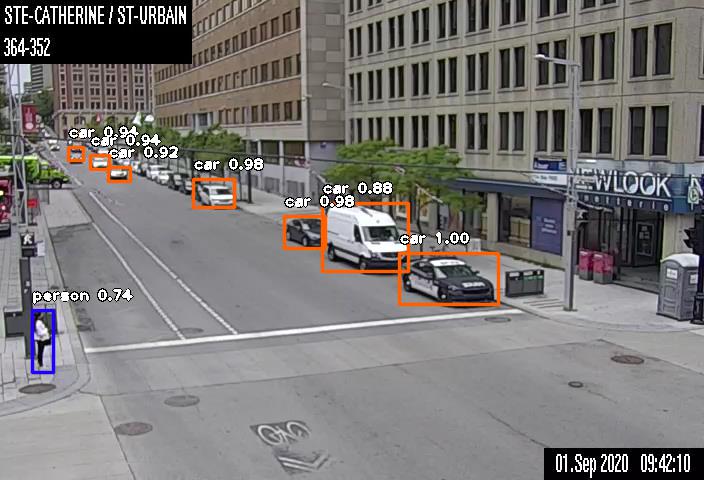 STE-CATHERINE / ST-URBAIN
364-352
car 0.94
car 0.94
car 0.92
car 0.98
car 0.98
car 0.88
car 1.00
person 0.74
NEWLOOK
01.Sep 2020 09:42:10